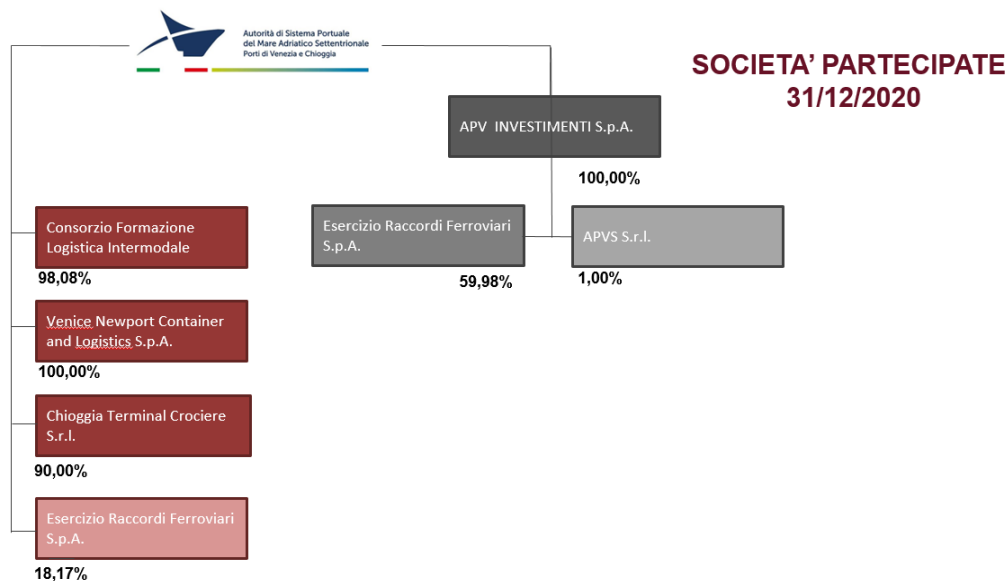 Autorità di Sistema Portuale
del Mare Adriatico Settentrionale
Porti di Venezia e Chioggia
SOCIETA’ PARTECIPATE
31/12/2020
APV INVESTIMENTI S.p.A.
100,00%
Consorzio Formazione
Logistica Intermodale
98,08%
Esercizio Raccordi Ferroviari
S.p.A.
59,98%
APVS S.r.l.
1,00%
Venice Newport Container
and Logistics S.p.A.
100,00%
Chioggia Terminal Crociere
S.r.l.
90,00%
Esercizio Raccordi Ferroviari
S.p.A.
18,17%